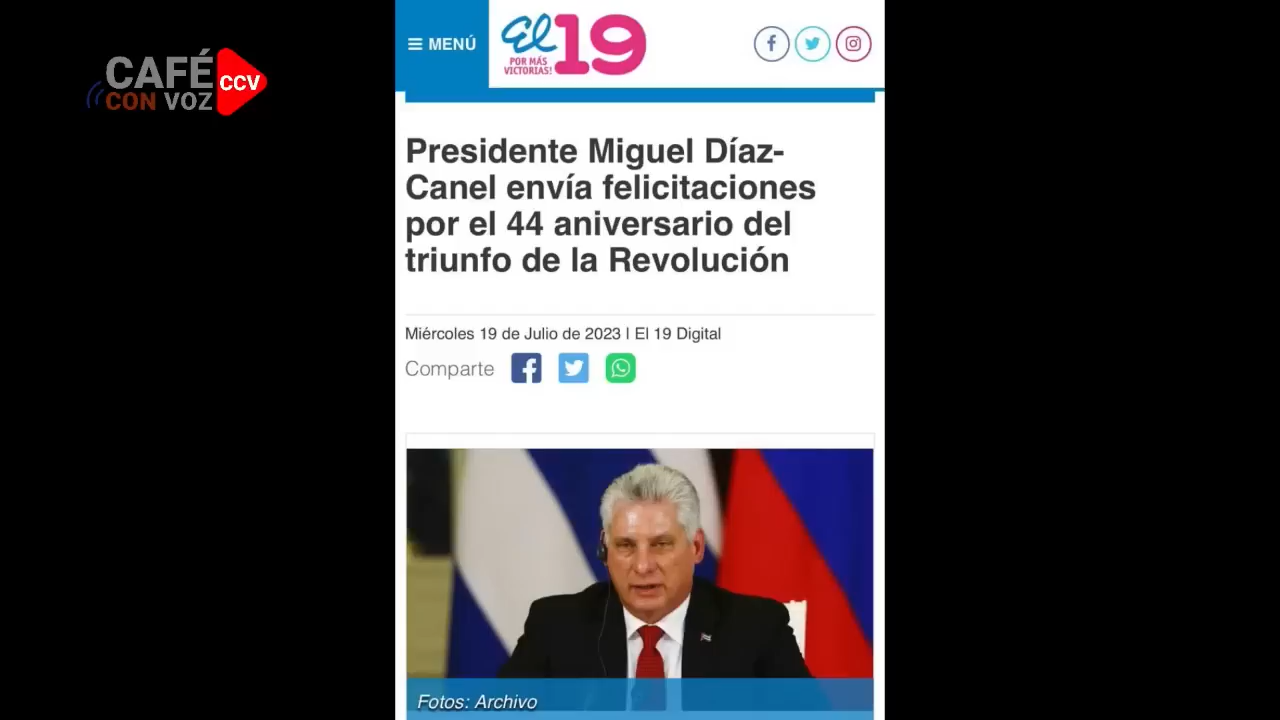 CAFÉ
CON VOZ
CCV
MENÚ
El 19
POR MÁS
VICTORIAS!
Presidente Miguel Díaz-
Canel envía felicitaciones
por el 44 aniversario del
triunfo de la Revolución
Miércoles 19 de Julio de 2023 | El 19 Digital
Comparte
Fotos: Archivo